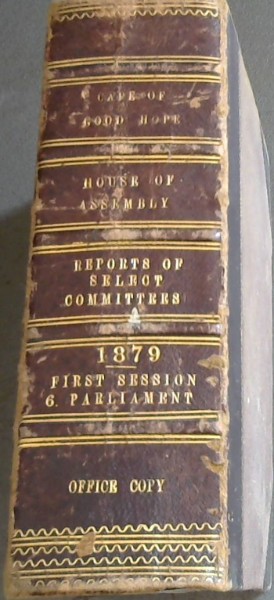 CAPE OF
GOOD HOPE
HOUSE OF
ASSEMBLY
REPORTS OF
SELECT
COMMITTEES
1879
FIRST SESSION
6. PARLIAMENT
OFFICE COPY